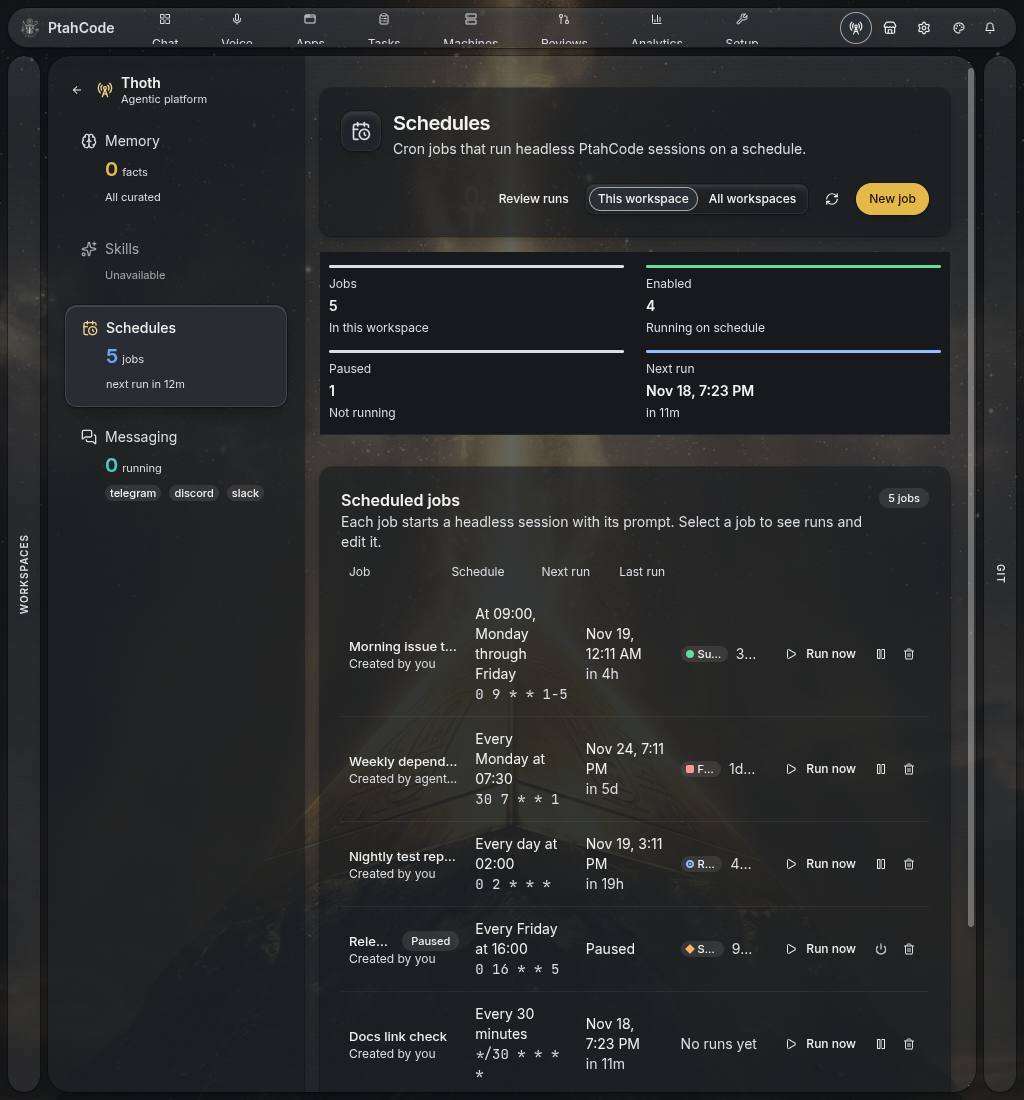 PtahCode
Chat
Voice
Apps
Tasks
Machines
Reviews
Analytics
Setup
WORKSPACES
Thoth
Agentic platform
Memory
0 facts
All curated
Skills
Unavailable
Schedules
5 jobs
next run in 12m
Messaging
0 running
telegram discord slack
Schedules
Cron jobs that run headless PtahCode sessions on a schedule.
Review runs This workspace All workspaces New job
Jobs
5
In this workspace
Enabled
4
Running on schedule
Paused
1
Not running
Next run
Nov 18, 7:23 PM
in 11m
Scheduled jobs
5 jobs
Each job starts a headless session with its prompt. Select a job to see runs and
edit it.
Job Schedule Next run Last run
Morning issue t...
Created by you
At 09:00,
Monday
through
Friday
0 9 * * 1-5
Nov 19,
12:11 AM
in 4h
Su... 3... Run now
Weekly depend...
Created by agent...
Every
Monday at
07:30
30 7 * * 1
Nov 24, 7:11
PM
in 5d
F... 1d... Run now
Nightly test rep...
Created by you
Every day at
02:00
0 2 * * *
Nov 19, 3:11
PM
in 19h
R... 4... Run now
Rele... Paused
Created by you
Every Friday
at 16:00
0 16 * * 5
Paused
S... 9... Run now
Docs link check
Created by you
Every 30
minutes
*/30 * * *
*
Nov 18,
7:23 PM
in 11m
No runs yet Run now
GIT